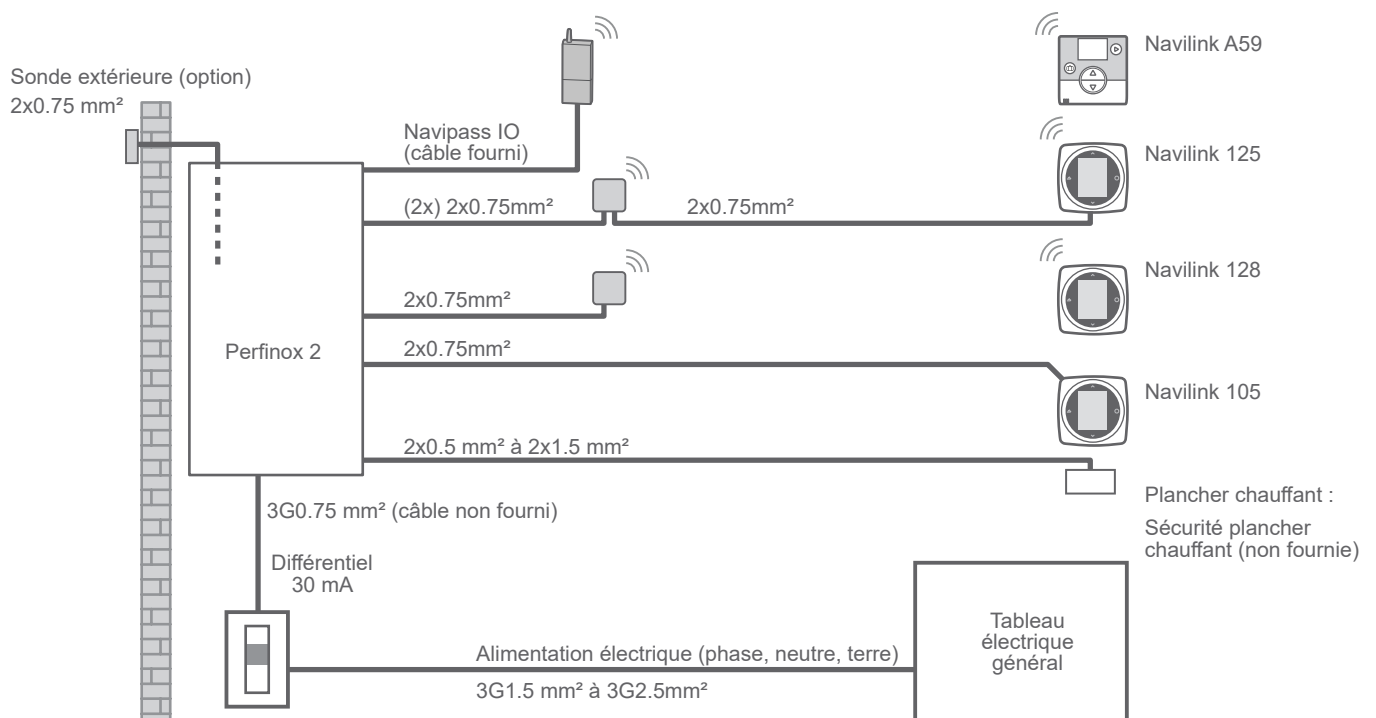 Sonde extérieure (option)
2x0.75 mm²
Navipass IO
(câble fourni)
Navilink A59
(2x) 2x0.75mm²
2x0.75mm²
Navilink 125
2x0.75mm²
Navilink 128
Perfinox 2
2x0.75mm²
Navilink 105
2x0.5 mm² à 2x1.5 mm²
Plancher chauffant :
Sécurité plancher
chauffant (non fournie)
3G0.75 mm² (câble non fourni)
Différentiel
30 mA
Alimentation électrique (phase, neutre, terre)
3G1.5 mm² à 3G2.5mm²
Tableau
électrique
général